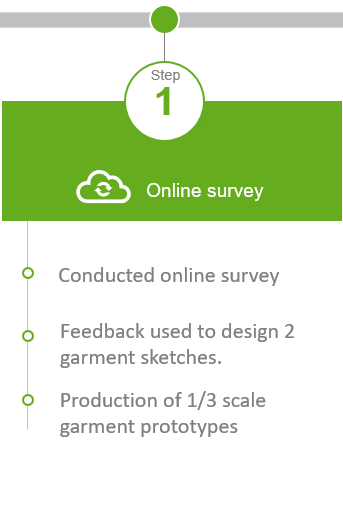 Step
1
Online survey
Conducted online survey
Feedback used to design 2
garment sketches.
Production of 1/3 scale
garment prototypes